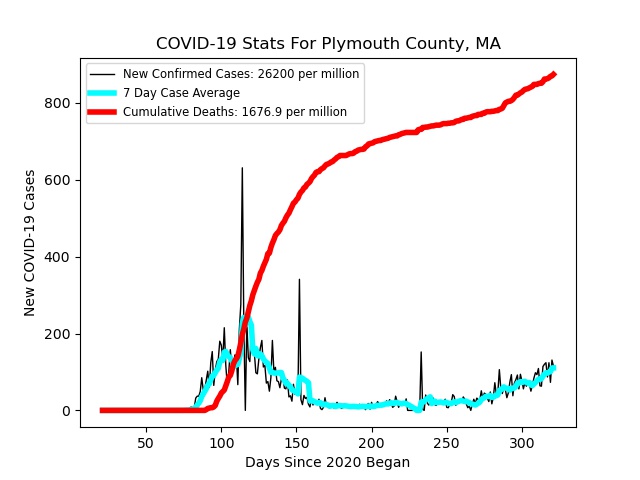 COVID-19 Stats For Plymouth County, MA
New Confirmed Cases: 26200 per million
7 Day Case Average
Cumulative Deaths: 1676.9 per million
New COVID-19 Cases
800
600
400
200
0
50 100 150 200 250 300
Days Since 2020 Began